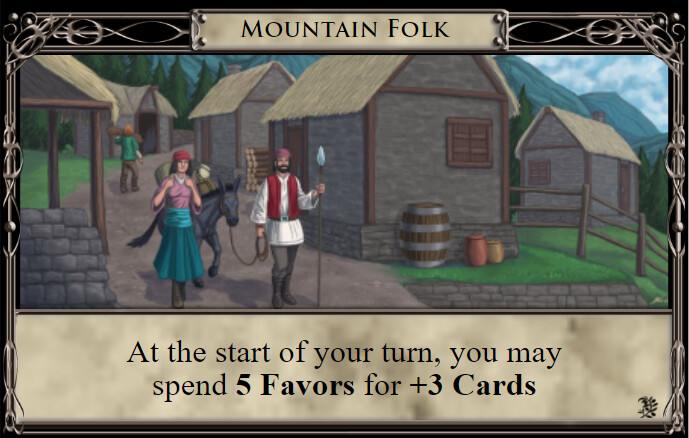 Mountain Folk
At the start of your turn, you may
spend 5 Favors for +3 Cards